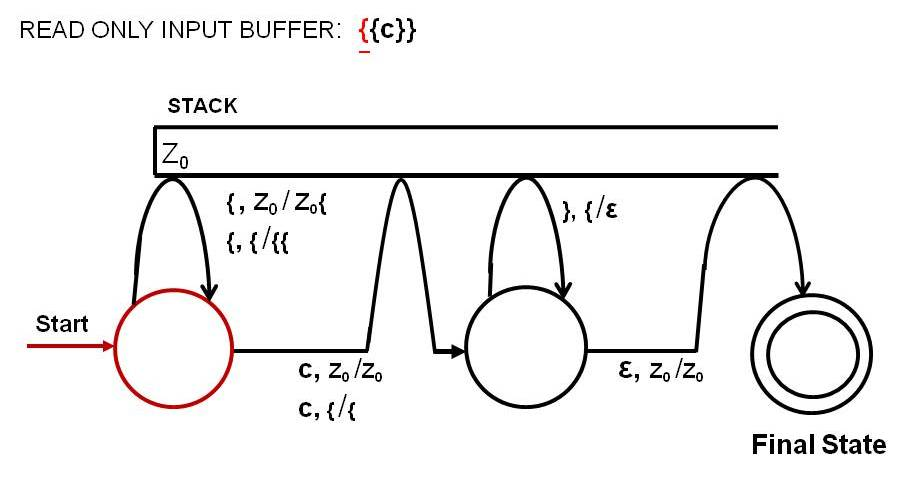 READ ONLY INPUT BUFFER: {{c}}
STACK
Z₀
{, Z₀/Z₀{
{, {/{{
}, {/ε
Start
c, Z₀/Z₀
c, {/{
ε, Z₀/Z₀
Final State